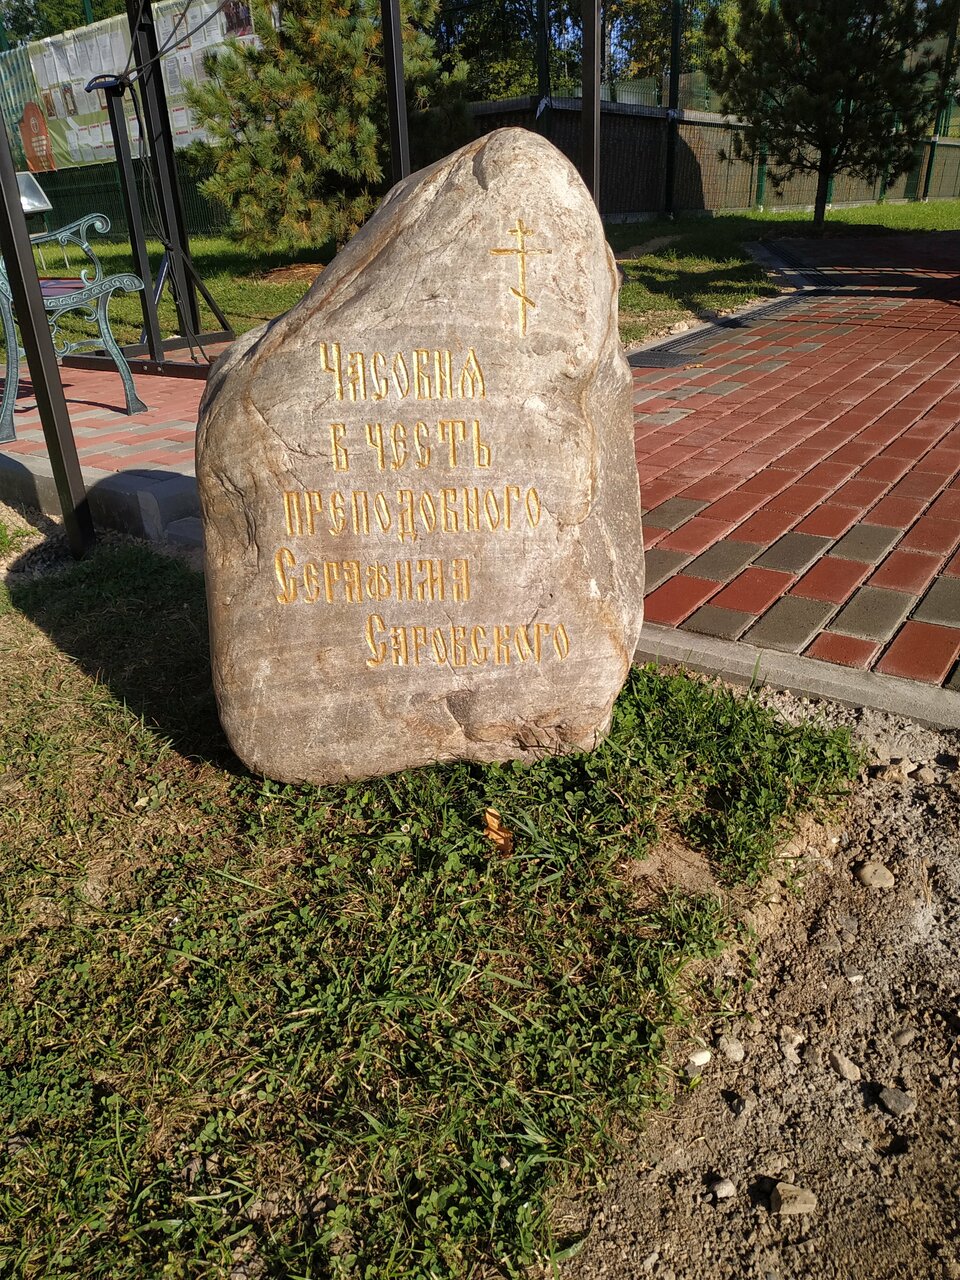 Часовня
в честь
преподобного
Серафима
Саровского